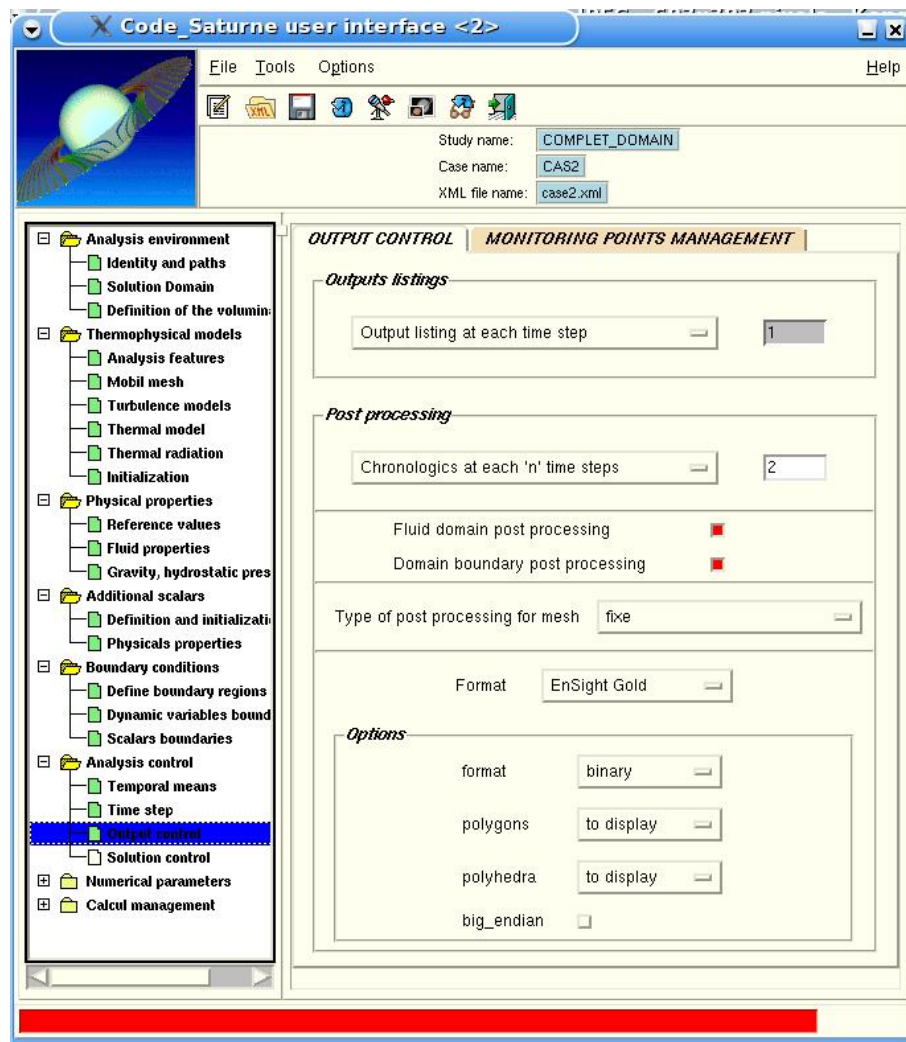 Code_Saturne user interface <2>
File Tools Options Help
Study name: COMPLET_DOMAIN
Case name: CAS2
XML file name: case2.xml
Analysis environment
Identity and paths
Solution Domain
Definition of the volumin
Thermophysical models
Analysis features
Mobil mesh
Turbulence models
Thermal model
Thermal radiation
Initialization
Physical properties
Reference values
Fluid properties
Gravity, hydrostatic pres
Additional scalars
Definition and initializati
Physicals properties
Boundary conditions
Define boundary regions
Dynamic variables bound
Scalars boundaries
Analysis control
Temporal means
Time step
Output control
Solution control
Numerical parameters
Calcul management
OUTPUT CONTROL MONITORING POINTS MANAGEMENT
Outputs listings
Output listing at each time step 1
Post processing
Chronologics at each 'n' time steps 2
Fluid domain post processing
Domain boundary post processing
Type of post processing for mesh fixe
Format EnSight Gold
Options
format binary
polygons to display
polyhedra to display
big_endian